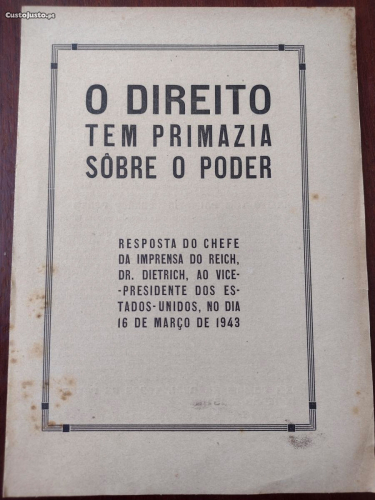 CustoJusto.pt
O DIREITO
TEM PRIMAZIA
SÔBRE O PODER
RESPOSTA DO CHEFE
DA IMPRENSA DO REICH,
DR. DIETRICH, AO VICE-
-PRESIDENTE DOS ES-
TADOS-UNIDOS, NO DIA
16 DE MARÇO DE 1943